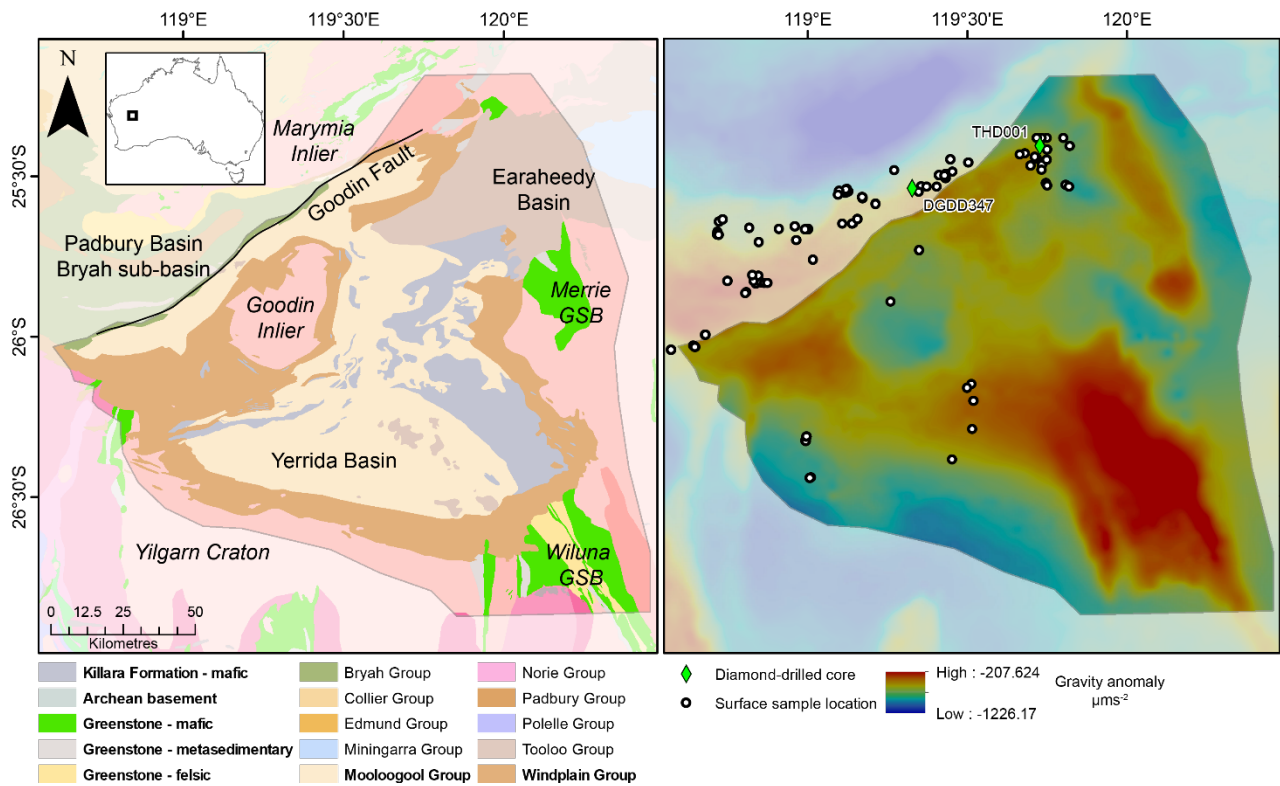 119°E
119°30'E
120°E
119°E
119°30'E
120°E
N
Marymia
Inlier
Goodin Fault
Earaheedy
Basin
Padbury Basin
Bryah sub-basin
Goodin
Inlier
Merrie
GSB
Yerrida Basin
Yilgarn Craton
Wiluna
GSB
25°30'S
26°S
26°30'S
0 12.5 25 50
Kilometres
THD001
DGDD347
Killara Formation - mafic
Archean basement
Greenstone - mafic
Greenstone - metasedimentary
Greenstone - felsic
Bryah Group
Collier Group
Edmund Group
Miningarra Group
Mooloogool Group
Norie Group
Padbury Group
Polelle Group
Tooloo Group
Windplain Group
Diamond-drilled core
Surface sample location
High : -207.624
Low : -1226.17
Gravity anomaly
µms⁻²